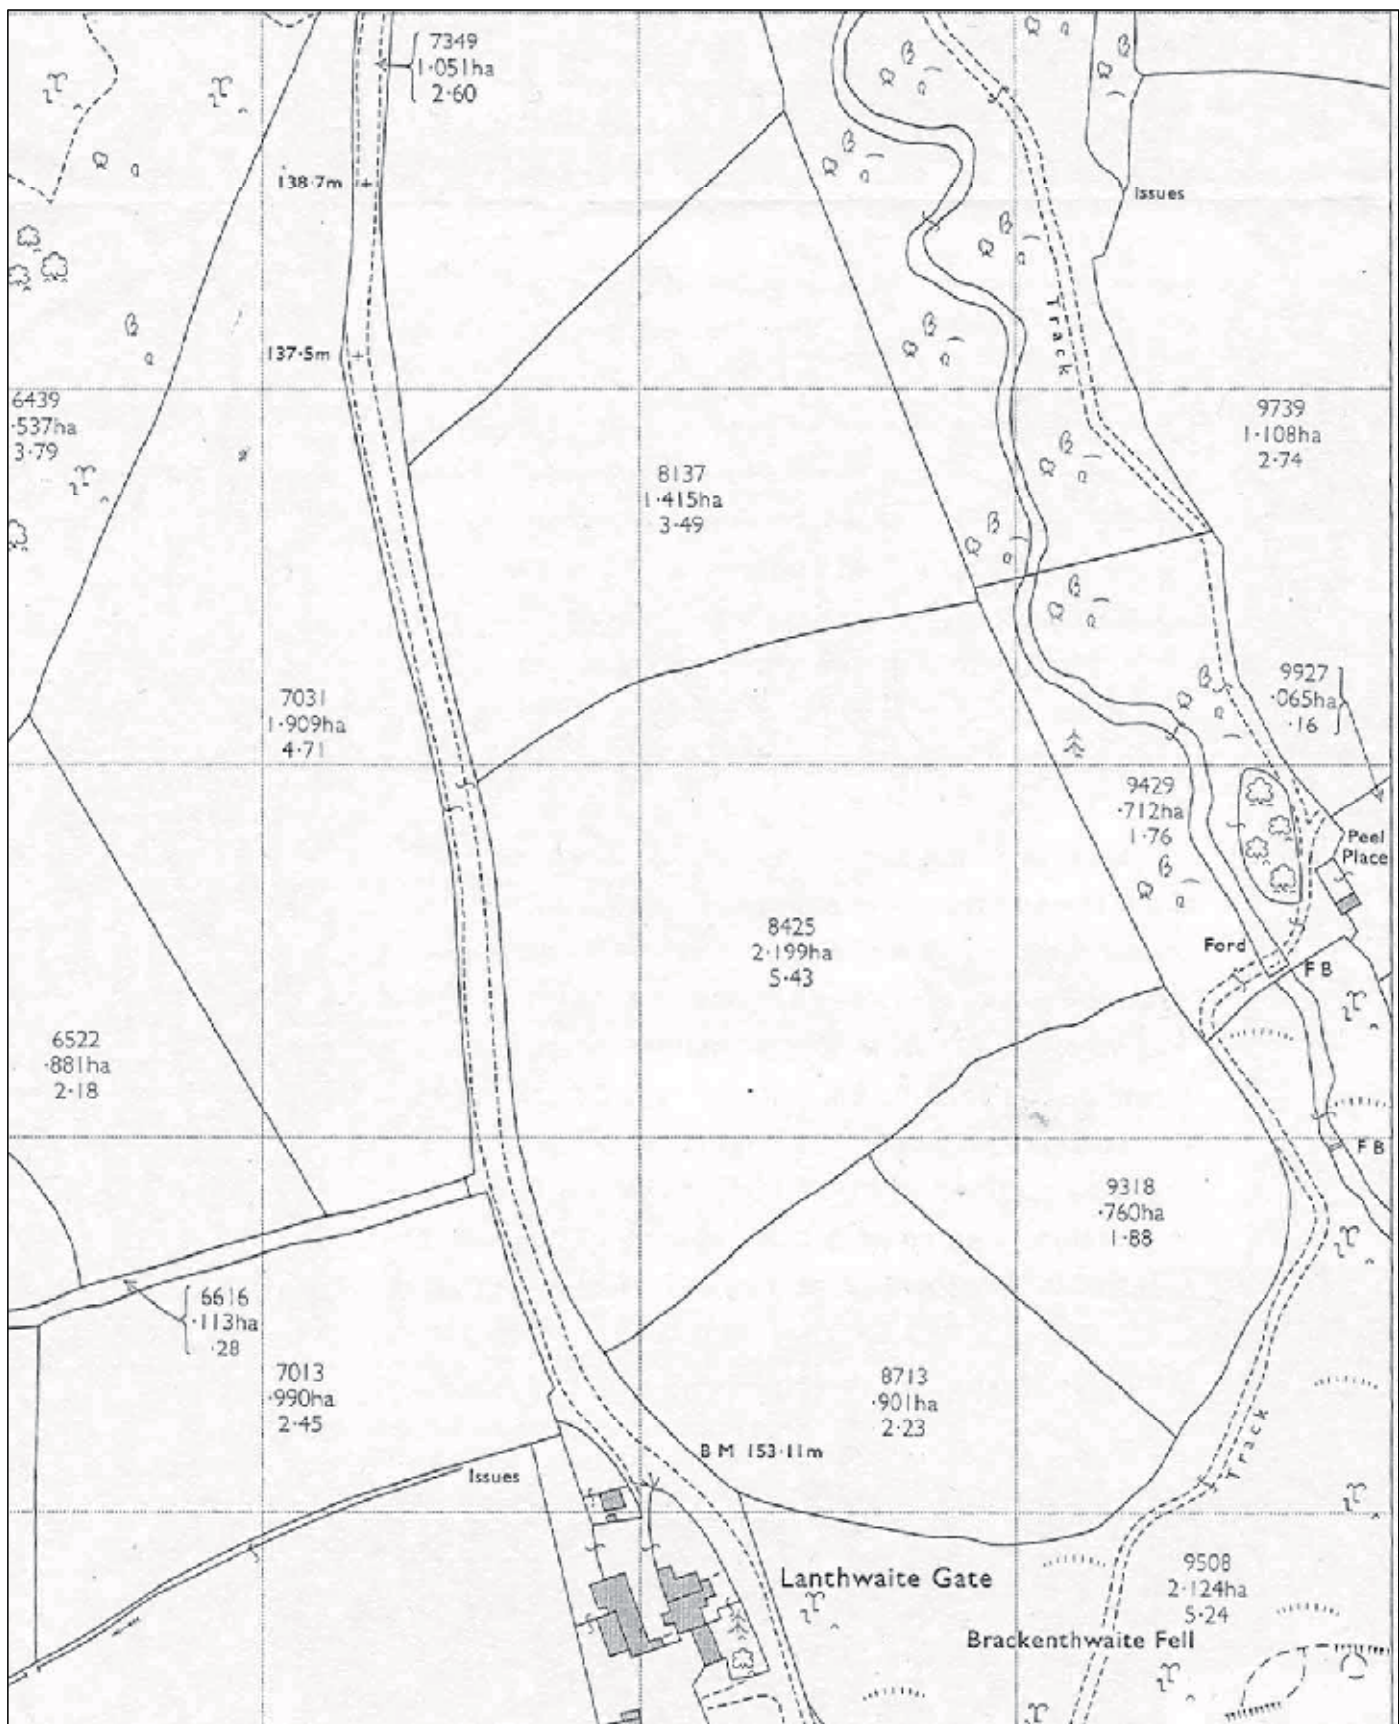 7349
1·051ha
2·60
138·7m
Issues
137·5m
Track
6439
·537ha
3·79
9739
1·108ha
2·74
8137
1·415ha
3·49
9927
·065ha
·16
7031
1·909ha
4·71
9429
·712ha
1·76
Peel
Place
8425
2·199ha
5·43
Ford
F B
6522
·881ha
2·18
F B
9318
·760ha
1·88
6616
·113ha
·28
7013
·990ha
2·45
8713
·901ha
2·23
B M 153·11m
Track
Issues
Lanthwaite Gate
9508
2·124ha
5·24
Brackenthwaite Fell